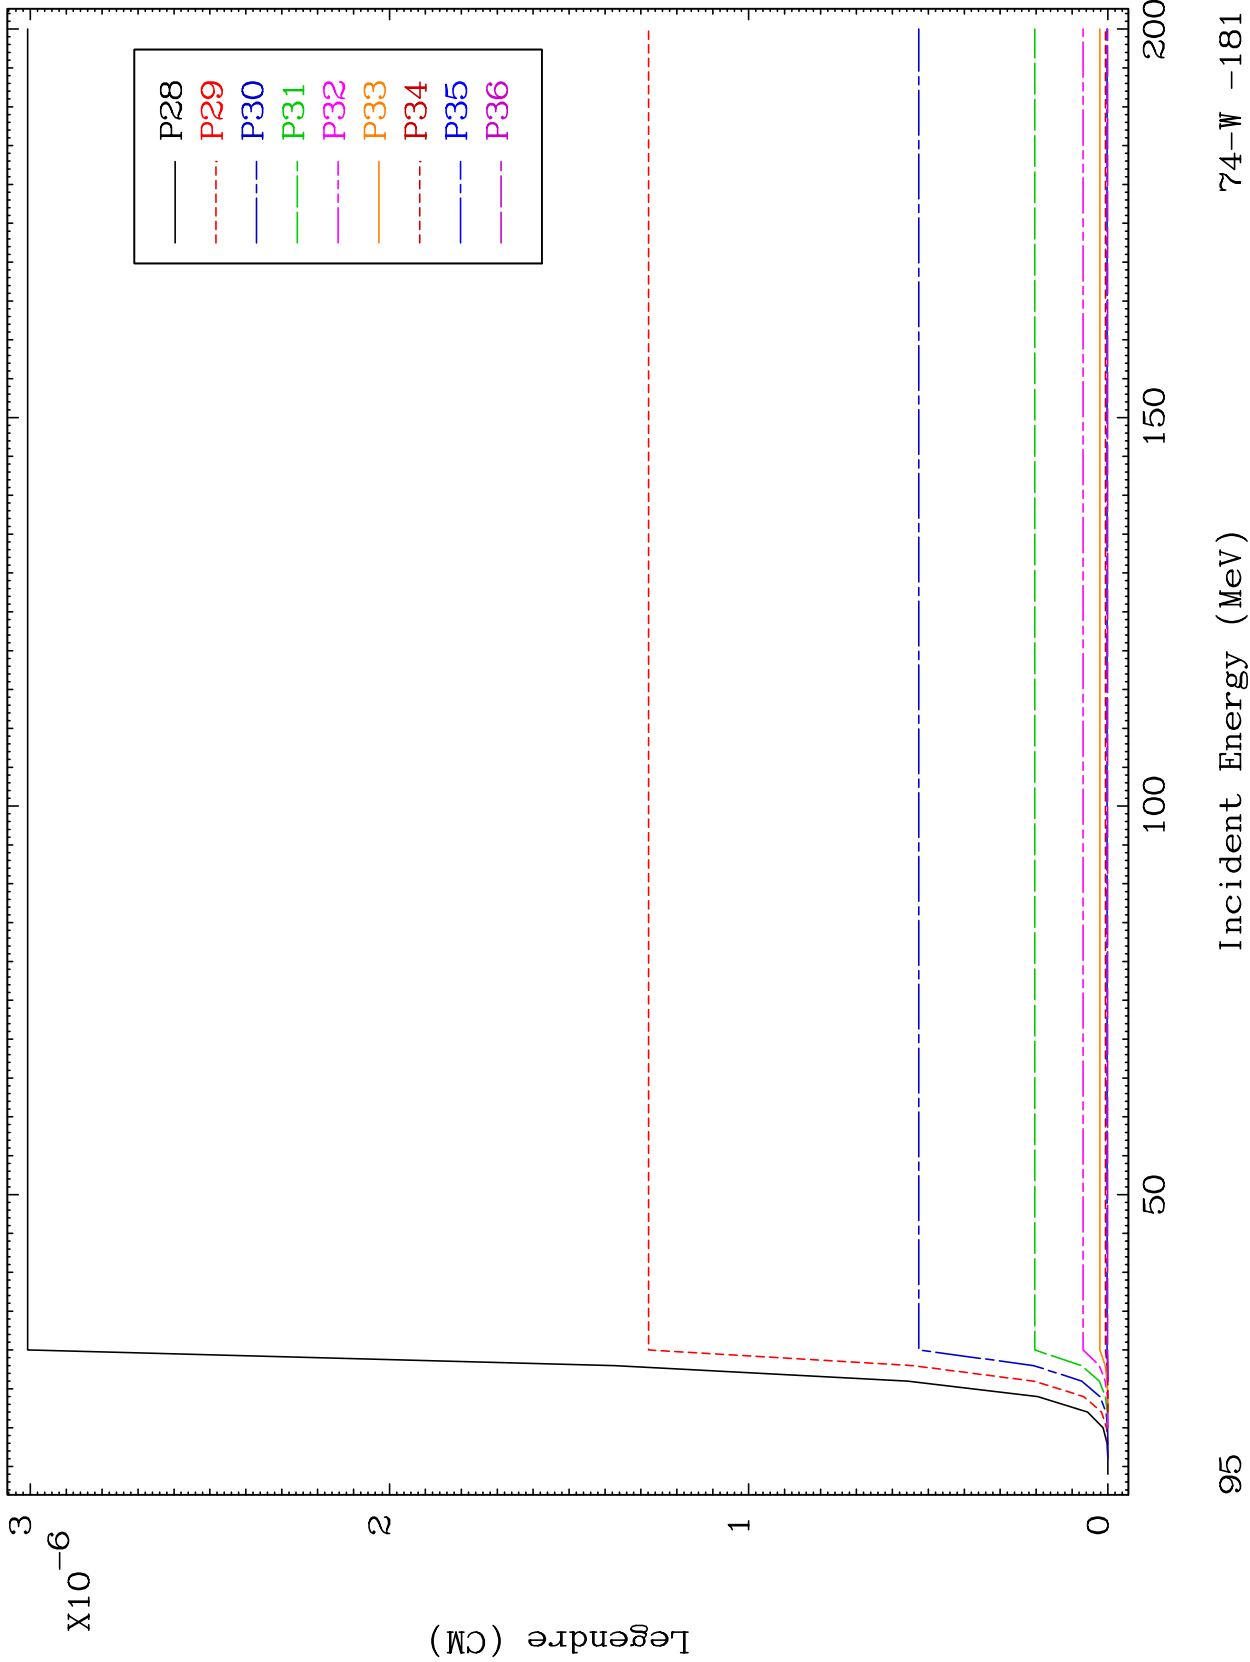 X10-6
3
2
1
0
Legendre (CM)
P28
P29
P30
P31
P32
P33
P34
P35
P36
50
100
150
200
95
Incident Energy (MeV)
74-W -181